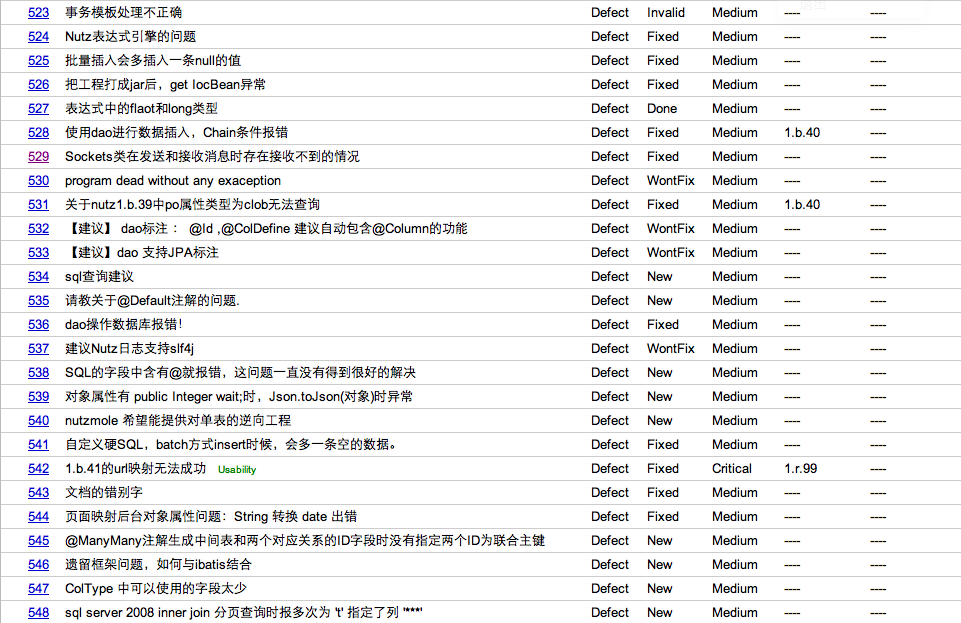 523 事务模板处理不正确 Defect Invalid Medium ---- ----
524 Nutz表达式引擎的问题 Defect Fixed Medium ---- ----
525 批量插入会多插入一条null的值 Defect Fixed Medium ---- ----
526 把工程打成jar后，get IocBean异常 Defect Fixed Medium ---- ----
527 表达式中的flaot和long类型 Defect Done Medium ---- ----
528 使用dao进行数据插入，Chain条件报错 Defect Fixed Medium 1.b.40 ----
529 Sockets类在发送和接收消息时存在接收不到的情况 Defect Fixed Medium ---- ----
530 program dead without any exaception Defect WontFix Medium ---- ----
531 关于nutz1.b.39中po属性类型为clob无法查询 Defect Fixed Medium 1.b.40 ----
532 【建议】 dao标注 ： @Id ,@ColDefine 建议自动包含@Column的功能 Defect WontFix Medium ---- ----
533 【建议】dao 支持JPA标注 Defect WontFix Medium ---- ----
534 sql查询建议 Defect New Medium ---- ----
535 请教关于@Default注解的问题. Defect New Medium ---- ----
536 dao操作数据库报错！ Defect Fixed Medium ---- ----
537 建议Nutz日志支持slf4j Defect WontFix Medium ---- ----
538 SQL的字段中含有@就报错，这问题一直没有得到很好的解决 Defect New Medium ---- ----
539 对象属性有 public Integer wait;时，Json.toJson(对象)时异常 Defect New Medium ---- ----
540 nutzmole 希望能提供对单表的逆向工程 Defect New Medium ---- ----
541 自定义硬SQL，batch方式insert时候，会多一条空的数据。 Defect Fixed Medium ---- ----
542 1.b.41的url映射无法成功 Usability Defect Fixed Critical 1.r.99 ----
543 文档的错别字 Defect Fixed Medium ---- ----
544 页面映射后台对象属性问题：String 转换 date 出错 Defect Fixed Medium ---- ----
545 @ManyMany注解生成中间表和两个对应关系的ID字段时没有指定两个ID为联合主键 Defect New Medium ---- ----
546 遗留框架问题，如何与ibatis结合 Defect New Medium ---- ----
547 ColType 中可以使用的字段太少 Defect New Medium ---- ----
548 sql server 2008 inner join 分页查询时报多次为 't' 指定了列 '***' Defect New Medium ---- ----